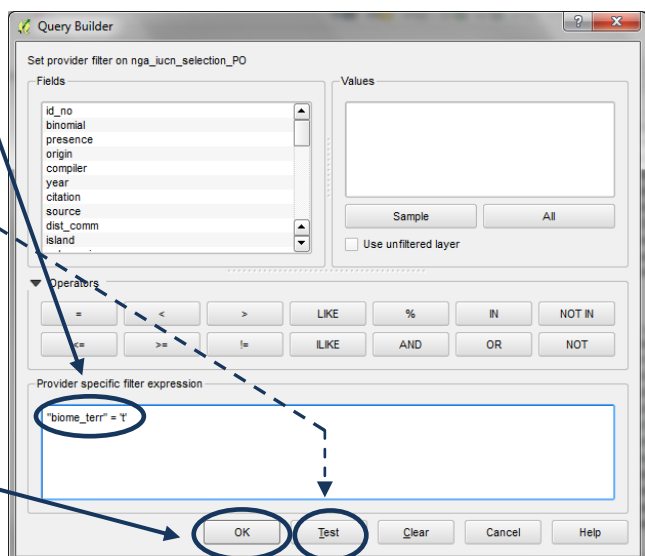 Query Builder
Set provider filter on nga_iucn_selection_PO
Fields
id_no
binomial
presence
origin
compiler
year
citation
source
dist_comm
island
Values
Sample All
Use unfiltered layer
Operators
= < > LIKE % IN NOT IN
<= >= != ILIKE AND OR NOT
Provider specific filter expression
"biome_terr" = 't'
OK Test Clear Cancel Help